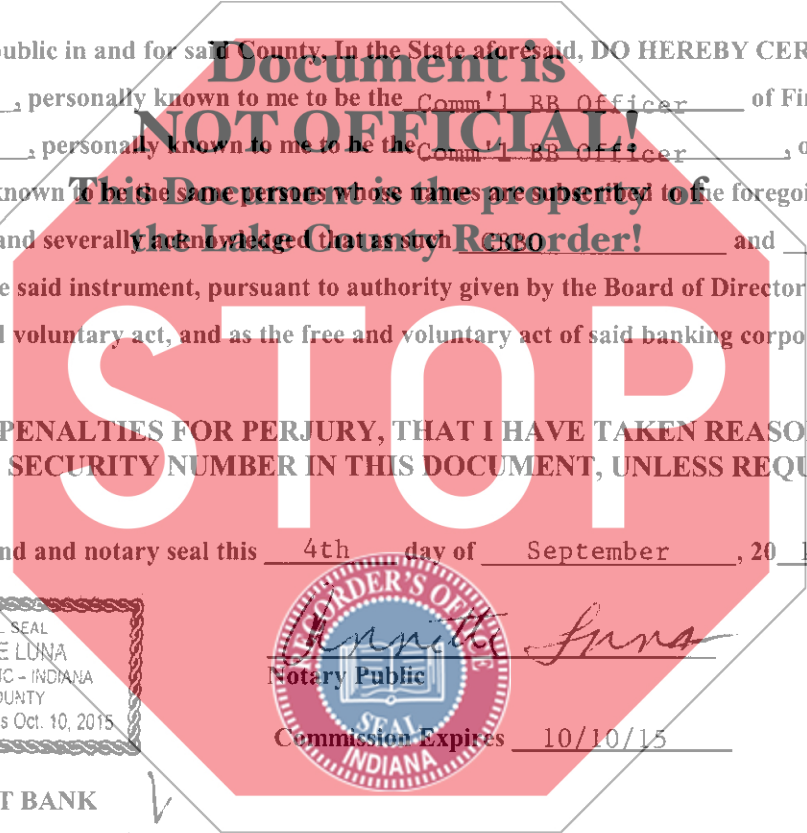 public in and for said County, In the State aforesaid, DO HEREBY CER
Document is
, personally known to me to be the Comm'l BB Officer of Fi
NOT OFFICIAL!
, personally known to me to be the Comm'l BB Officer , o
This Document is the property of
known to be the same persons whose names are subscribed to the foregoi
the Lake County Recorder!
and severally acknowledged that as such CBBO and
e said instrument, pursuant to authority given by the Board of Director
l voluntary act, and as the free and voluntary act of said banking corpo
STOP
PENALTIES FOR PERJURY, THAT I HAVE TAKEN REASO
SECURITY NUMBER IN THIS DOCUMENT, UNLESS REQU
nd and notary seal this 4th day of September , 20
RECORDER'S OFFICE
SEAL
INDIANA
L SEAL
E LUNA
IC - INDIANA
OUNTY
s Oct. 10, 2015
Luna
Notary Public
Commission Expires 10/10/15
T BANK